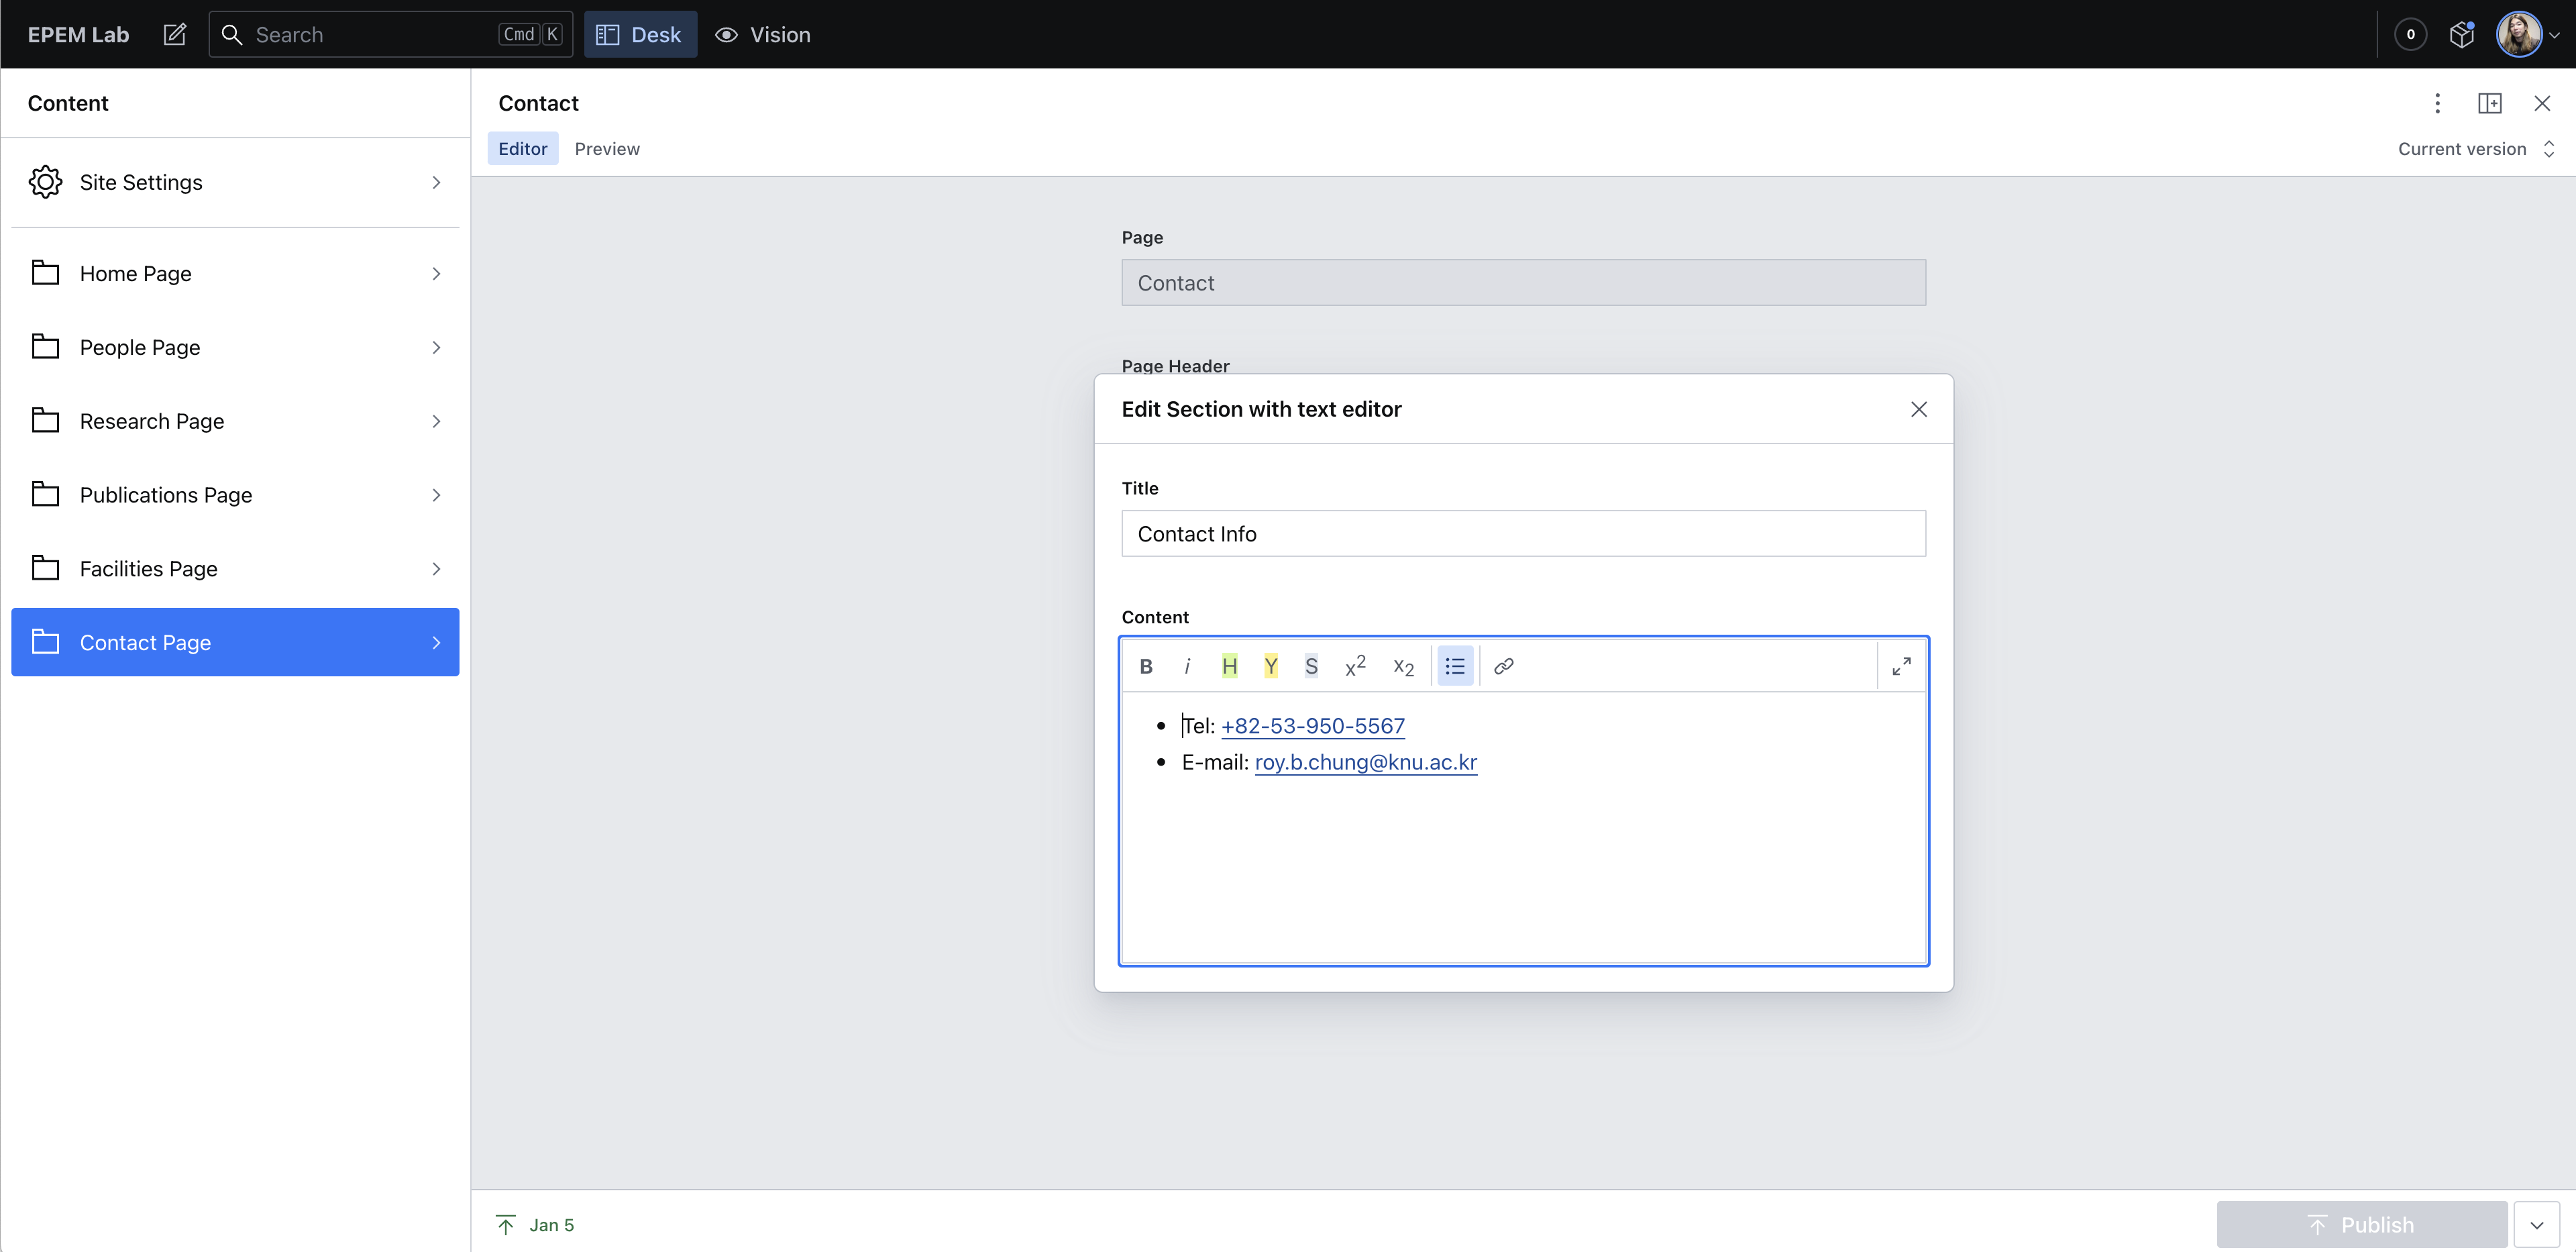 EPEM Lab
Search
Cmd K
Desk
Vision
0
Content
Site Settings
Home Page
People Page
Research Page
Publications Page
Facilities Page
Contact Page
Contact
Editor
Preview
Current version
Page
Contact
Page Header
Edit Section with text editor
Title
Contact Info
Content
B i H Y S x2 x2
Tel: +82-53-950-5567
E-mail: roy.b.chung@knu.ac.kr
Jan 5
Publish